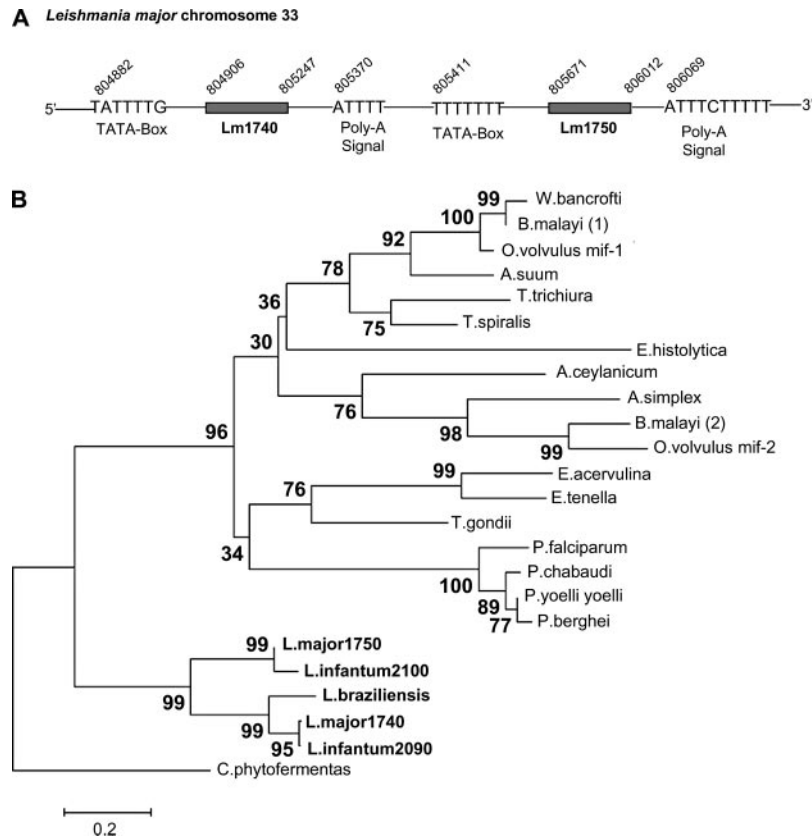 A Leishmania major chromosome 33
804882 804906 805247 805370 805411 805671 806012 806069
5' TATTTTG ATTTT TTTTTTT ATTTCTTTTT 3'
TATA-Box Lm1740 Poly-A Signal TATA-Box Lm1750 Poly-A Signal
B
99 W.bancrofti
100 B.malayi (1)
92 O.volvulus mif-1
78 A.suum
T.trichiura
36 75 T.spiralis
30 E.histolytica
A.ceylanicum
76 A.simplex
98 B.malayi (2)
96 99 O.volvulus mif-2
99 E.acervulina
76 E.tenella
T.gondii
34 P.falciparum
100 P.chabaudi
89 P.yoelli yoelli
77 P.berghei
99 L.major1750
L.infantum2100
99 L.braziliensis
99 L.major1740
95 L.infantum2090
C.phytofermentas
0.2